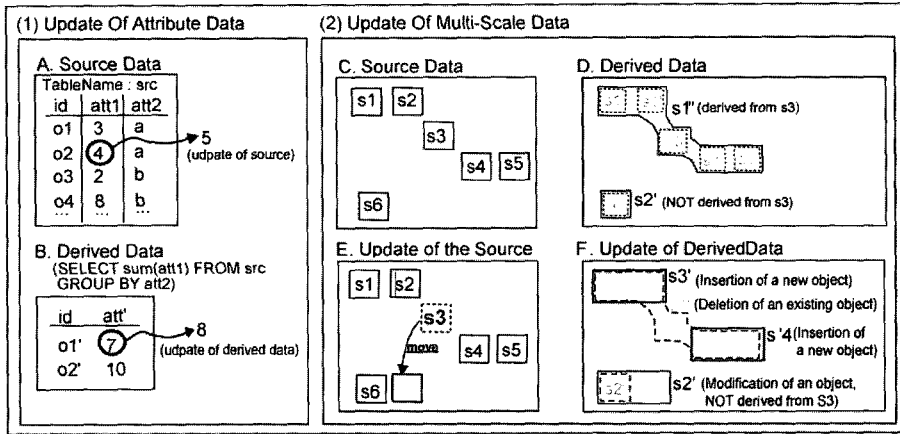 (1) Update Of Attribute Data
A. Source Data
TableName : src
id att1 att2
o1 3 a
o2 4 a
5
(udpate of source)
o3 2 b
o4 8 b
... ... ...
B. Derived Data
(SELECT sum(att1) FROM src
GROUP BY att2)
id att'
o1' 7
8
(udpate of derived data)
o2' 10
(2) Update Of Multi-Scale Data
C. Source Data
s1 s2
s3
s4 s5
s6
D. Derived Data
s1" (derived from s3)
s2' (NOT derived from s3)
E. Update of the Source
s1 s2
s3
move
s4 s5
s6
F. Update of DerivedData
s3' (Insertion of a new object)
(Deletion of an existing object)
s'4 (Insertion of
a new object)
s2
s2' (Modification of an object,
NOT derived from S3)